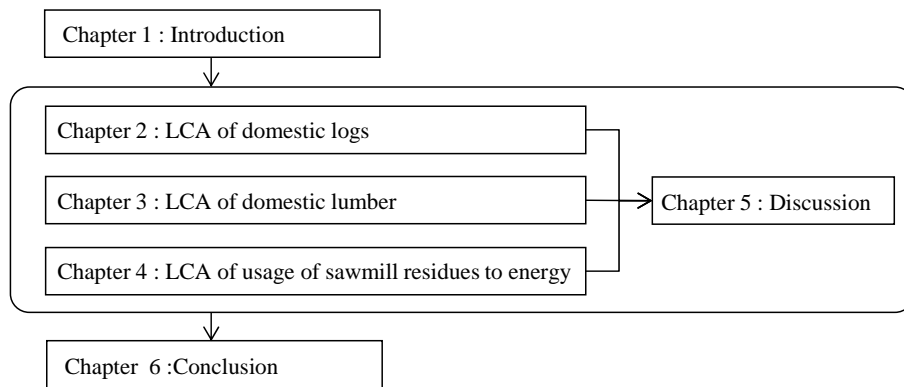 Chapter 1 : Introduction
Chapter 2 : LCA of domestic logs
Chapter 3 : LCA of domestic lumber
Chapter 5 : Discussion
Chapter 4 : LCA of usage of sawmill residues to energy
Chapter  6 :Conclusion